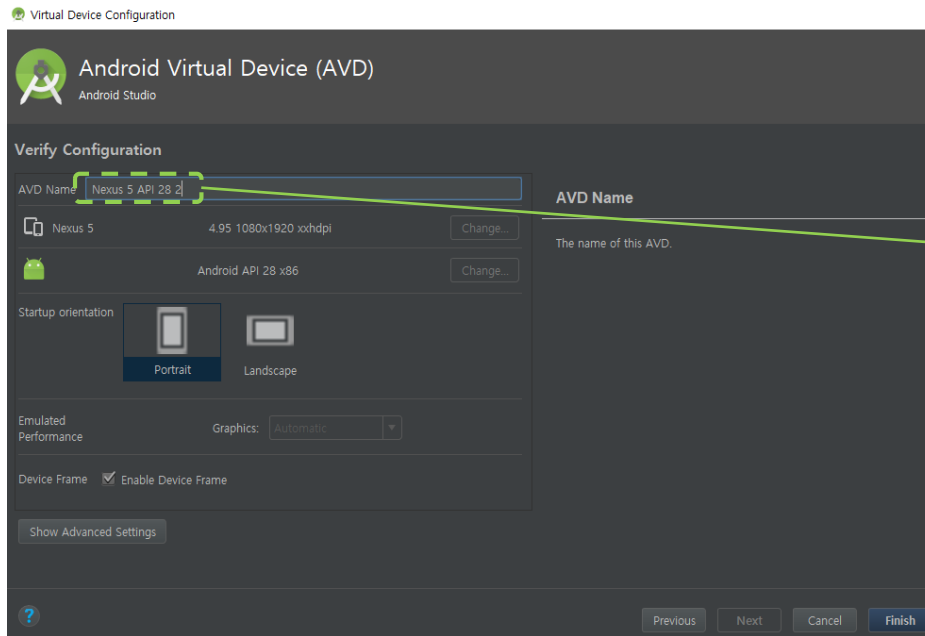 Virtual Device Configuration
Android Virtual Device (AVD)
Android Studio
Verify Configuration
AVD Name Nexus 5 API 28 2
AVD Name
Nexus 5 4.95 1080x1920 xxhdpi Change...
The name of this AVD.
Android API 28 x86 Change...
Startup orientation
Portrait Landscape
Emulated
Performance
Graphics: Automatic
Device Frame Enable Device Frame
Show Advanced Settings
?
Previous Next Cancel Finish